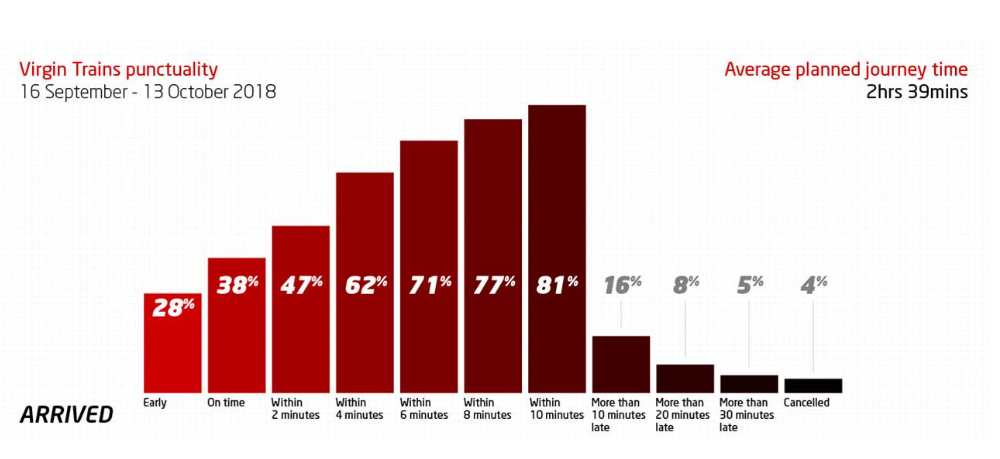 Virgin Trains punctuality
16 September - 13 October 2018
Average planned journey time
2hrs 39mins
28%
38%
47%
62%
71%
77%
81%
16%
8%
5%
4%
ARRIVED
Early
On time
Within
2 minutes
Within
4 minutes
Within
6 minutes
Within
8 minutes
Within
10 minutes
More than
10 minutes
late
More than
20 minutes
late
More than
30 minutes
late
Cancelled